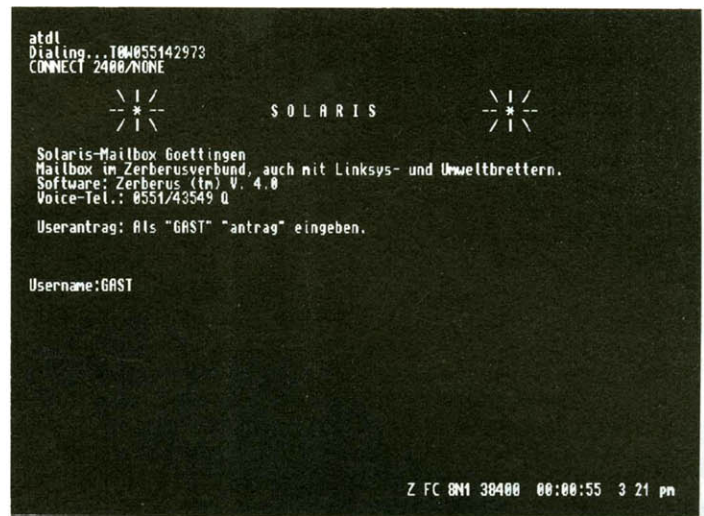 atdl
Dialing...T0W055142973
CONNECT 2400/NONE
\ | /
-- * --
/ | \
S O L A R I S
\ | /
-- * --
/ | \
Solaris-Mailbox Goettingen
Mailbox im Zerberusverbund, auch mit Linksys- und Umweltbrettern.
Software: Zerberus (tm) V. 4.0
Voice-Tel.: 0551/43549 Q
Userantrag: Als "GAST" "antrag" eingeben.
Username:GAST
Z FC 8N1 38400 00:00:55 3 21 pm